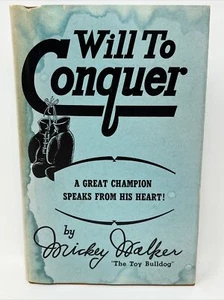 Will To
Conquer
A GREAT CHAMPION
SPEAKS FROM HIS HEART!
by
Mickey Walker
"The Toy Bulldog"